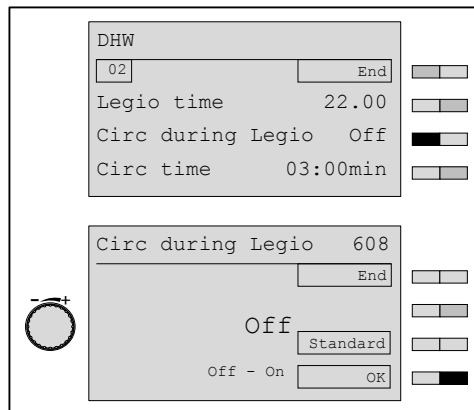 DHW
02 End
Legio time 22.00
Circ during Legio Off
Circ time 03:00min
Circ during Legio 608
End
- +
Off
Standard
Off - On OK